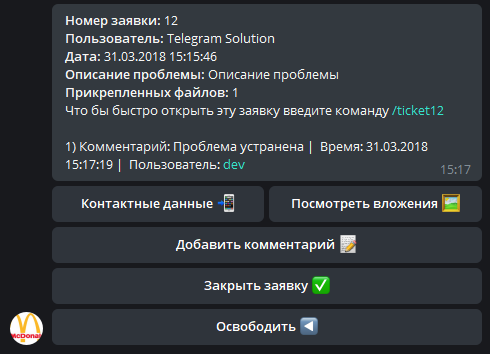 Номер заявки: 12
Пользователь: Telegram Solution
Дата: 31.03.2018 15:15:46
Описание проблемы: Описание проблемы
Прикрепленных файлов: 1
Что бы быстро открыть эту заявку введите команду /ticket12
1) Комментарий: Проблема устранена | Время: 31.03.2018
15:17:19 | Пользователь: dev
15:17
Контактные данные
Посмотреть вложения
Добавить комментарий
Закрыть заявку
Освободить
McDonald